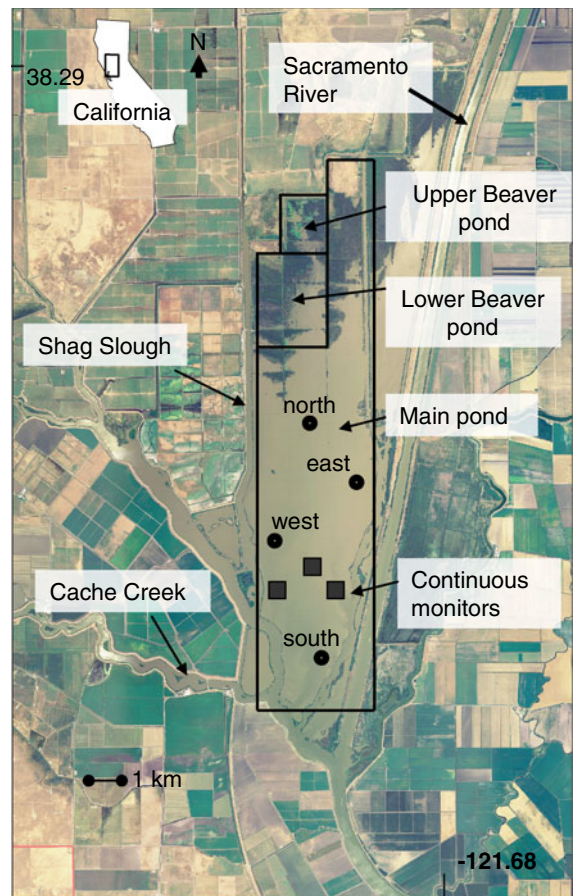 N
38.29
California
Sacramento
River
Upper Beaver
pond
Lower Beaver
pond
Shag Slough
north
Main pond
east
west
Continuous
monitors
Cache Creek
south
1 km
-121.68